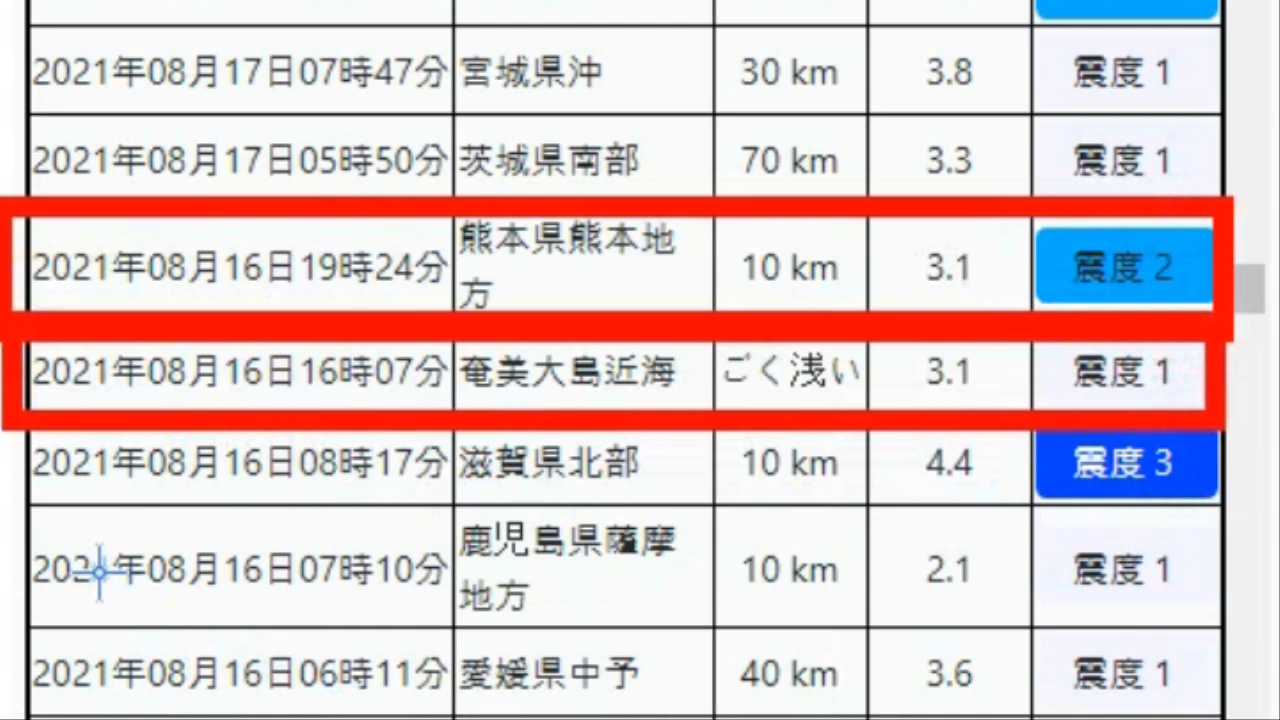 2021年08月17日07時47分 宮城県沖 30 km 3.8 震度 1
2021年08月17日05時50分 茨城県南部 70 km 3.3 震度 1
2021年08月16日19時24分 熊本県熊本地 10 km 3.1 震度 2
方
2021年08月16日16時07分 奄美大島近海 ごく浅い 3.1 震度 1
2021年08月16日08時17分 滋賀県北部 10 km 4.4 震度 3
2021年08月16日07時10分 鹿児島県薩摩 10 km 2.1 震度 1
地方
2021年08月16日06時11分 愛媛県中予 40 km 3.6 震度 1